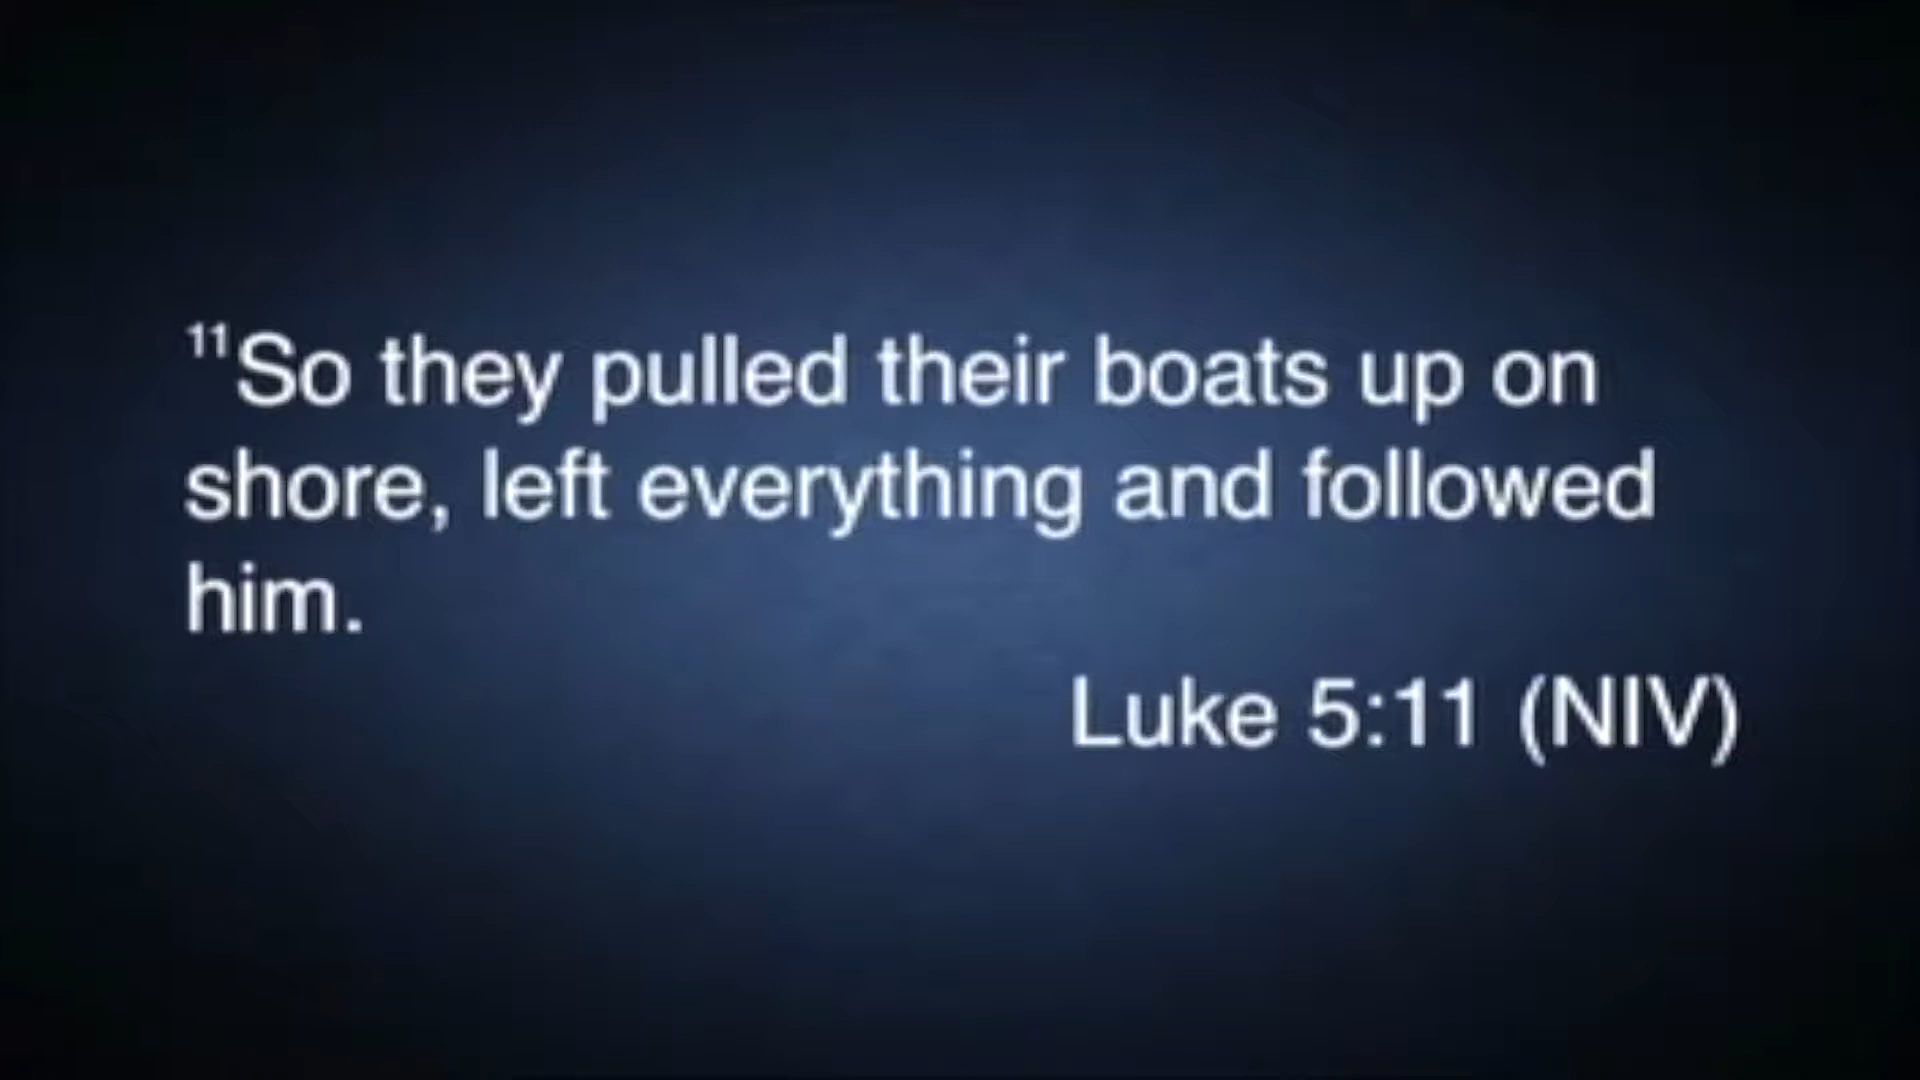 ¹¹So they pulled their boats up on
shore, left everything and followed
him.
Luke 5:11 (NIV)